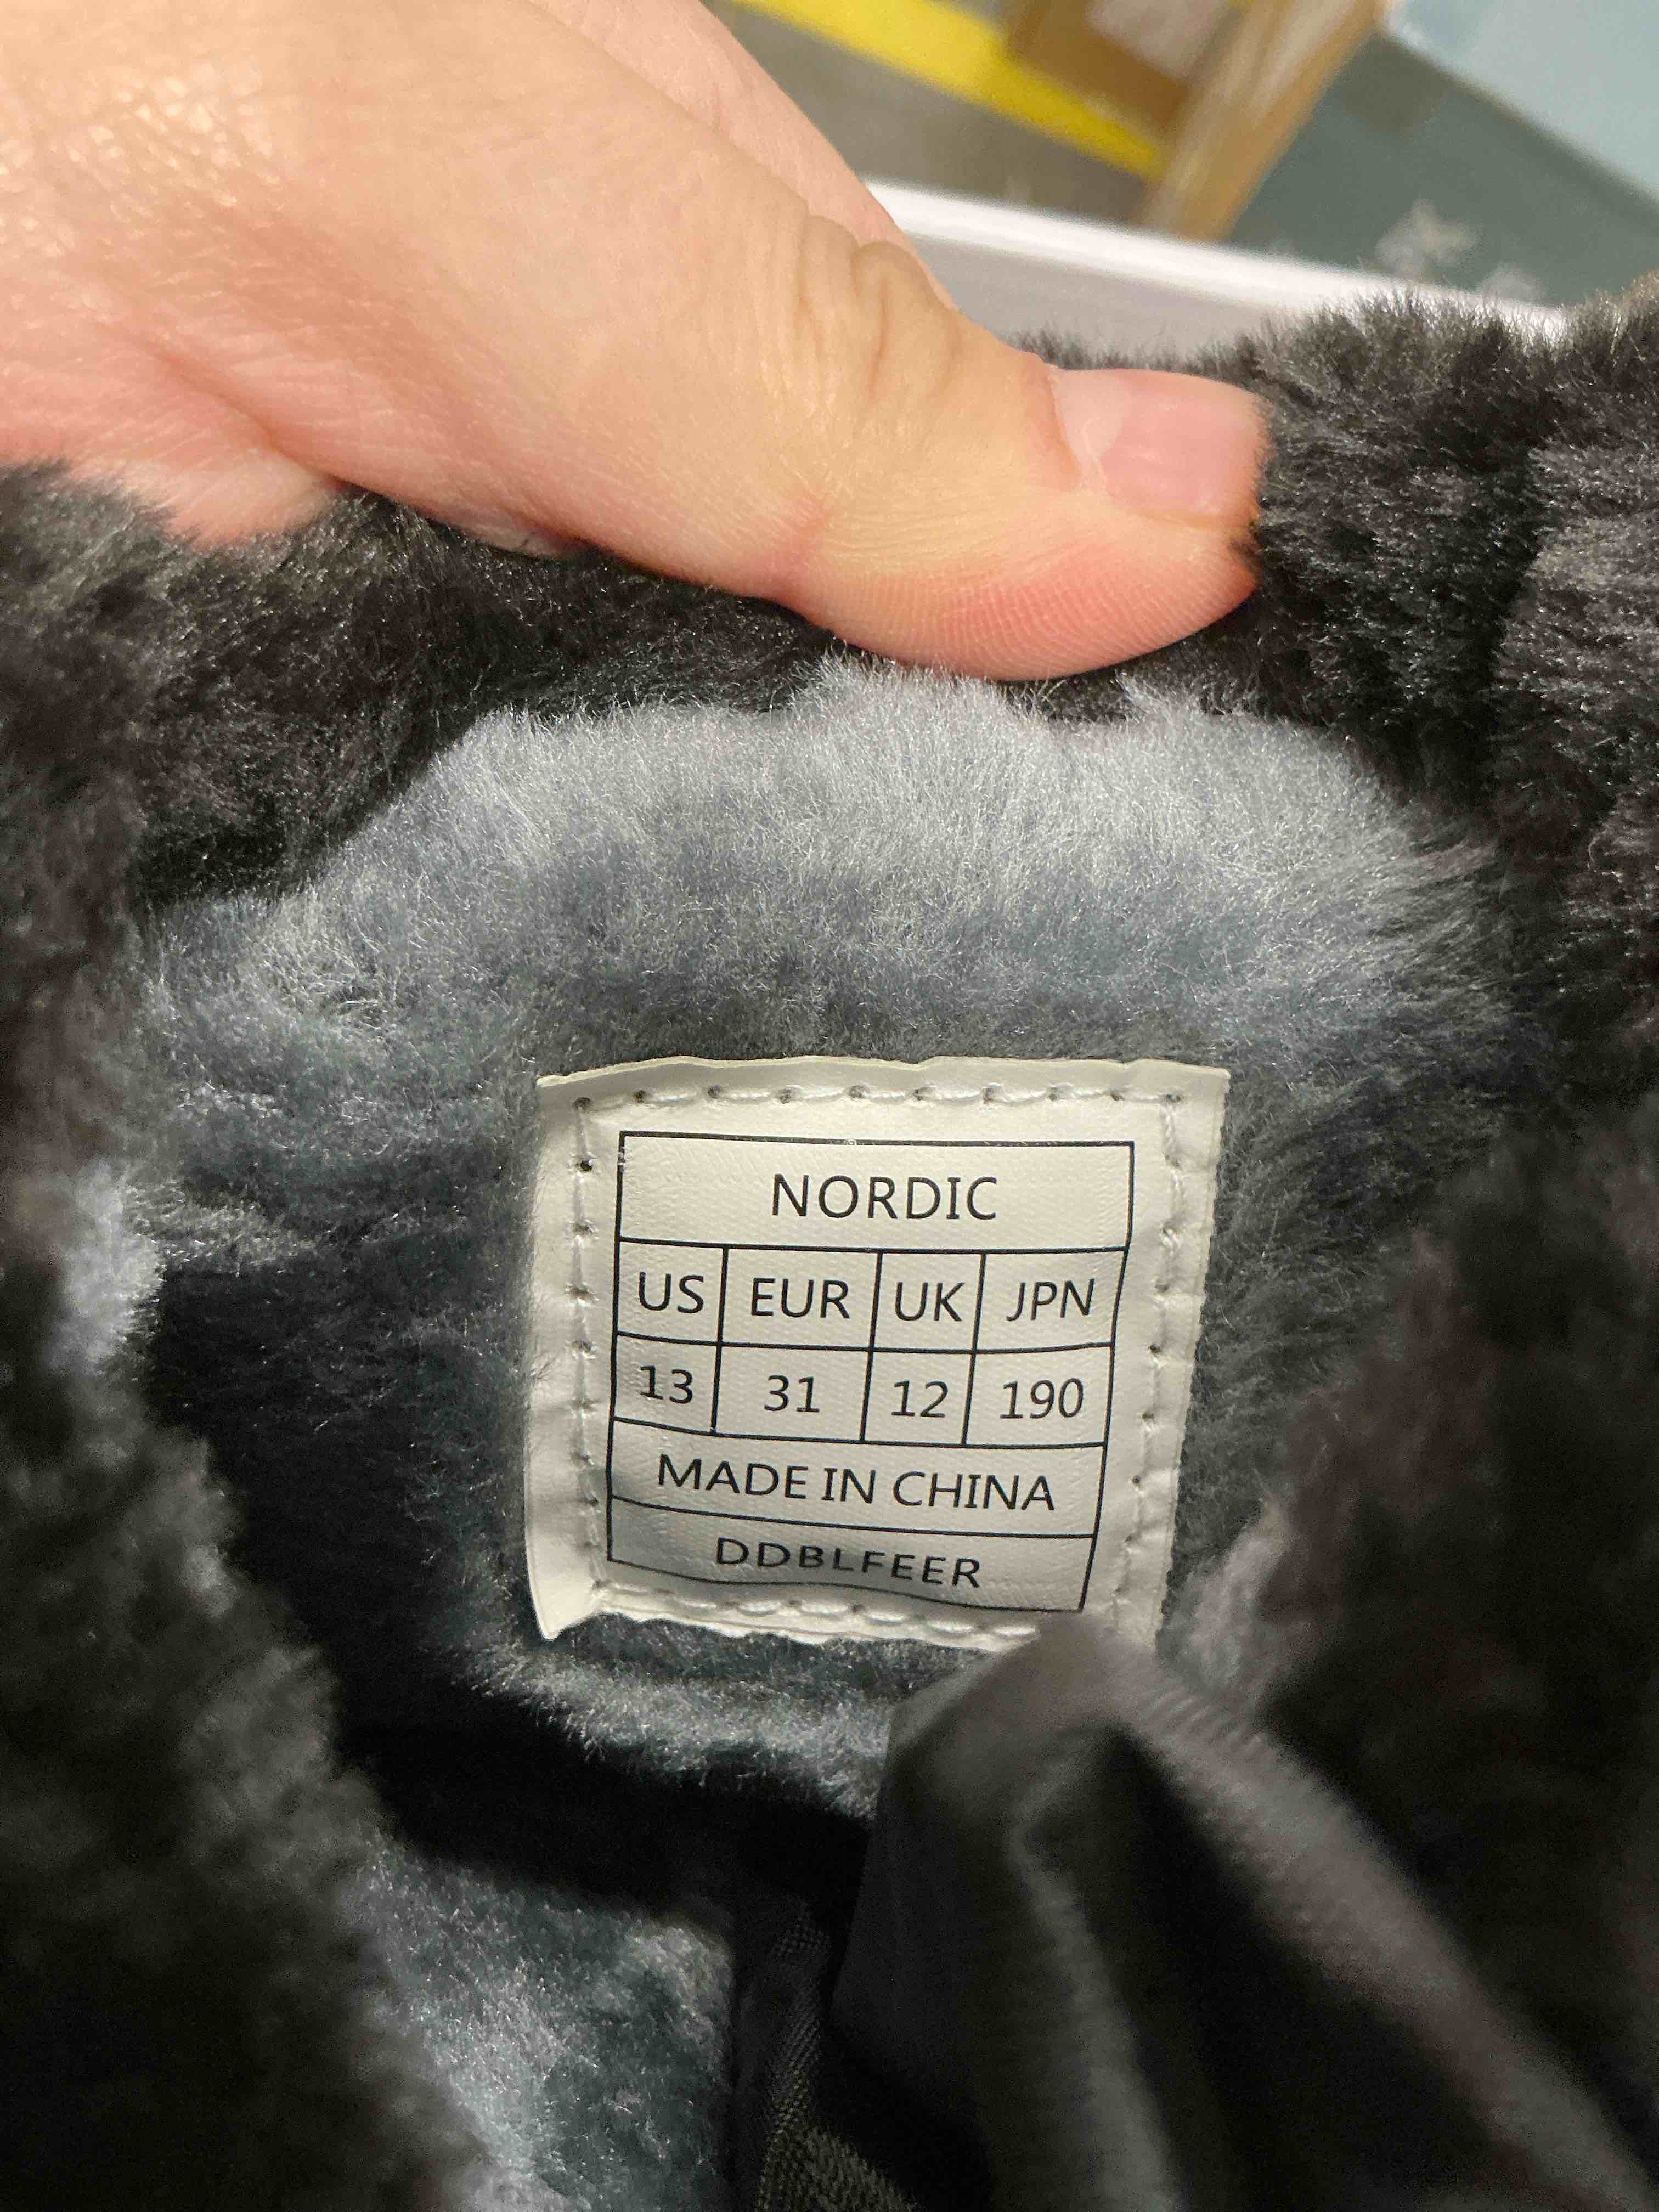 NORDIC
US EUR UK JPN
13 31 12 190
MADE IN CHINA
DDBLFEER